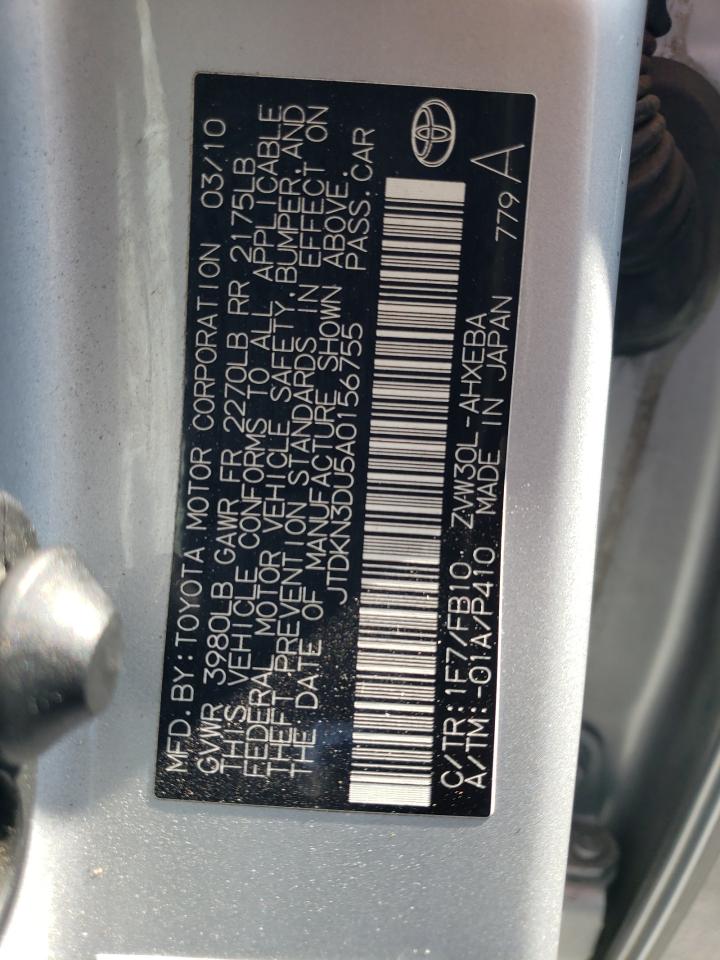 MFD. BY: TOYOTA MOTOR CORPORATION 03/10
GVWR 3980LB GAWR FR 2270LB RR 2175LB
THIS VEHICLE CONFORMS TO ALL APPLICABLE
FEDERAL MOTOR VEHICLE SAFETY, BUMPER, AND
THEFT PREVENTION STANDARDS IN EFFECT ON
THE DATE OF MANUFACTURE SHOWN ABOVE.
JTDKN3DU5A0156755 PASS. CAR
C/TR: 1F7/FB10 ZVW30L-AHXEBA 779 A
A/TM: -01A/P410 MADE IN JAPAN